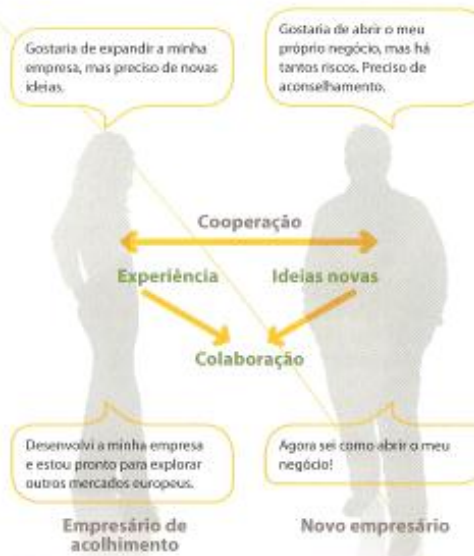 Gostaria de expandir a minha
empresa, mas preciso de novas
ideias.
Gostaria de abrir o meu
próprio negócio, mas há
tantos riscos. Preciso de
aconselhamento.
Cooperação
Experiência
Ideias novas
Colaboração
Desenvolvi a minha empresa
e estou pronto para explorar
outros mercados europeus.
Agora sei como abrir o meu
negócio!
Empresário de
acolhimento
Novo empresário